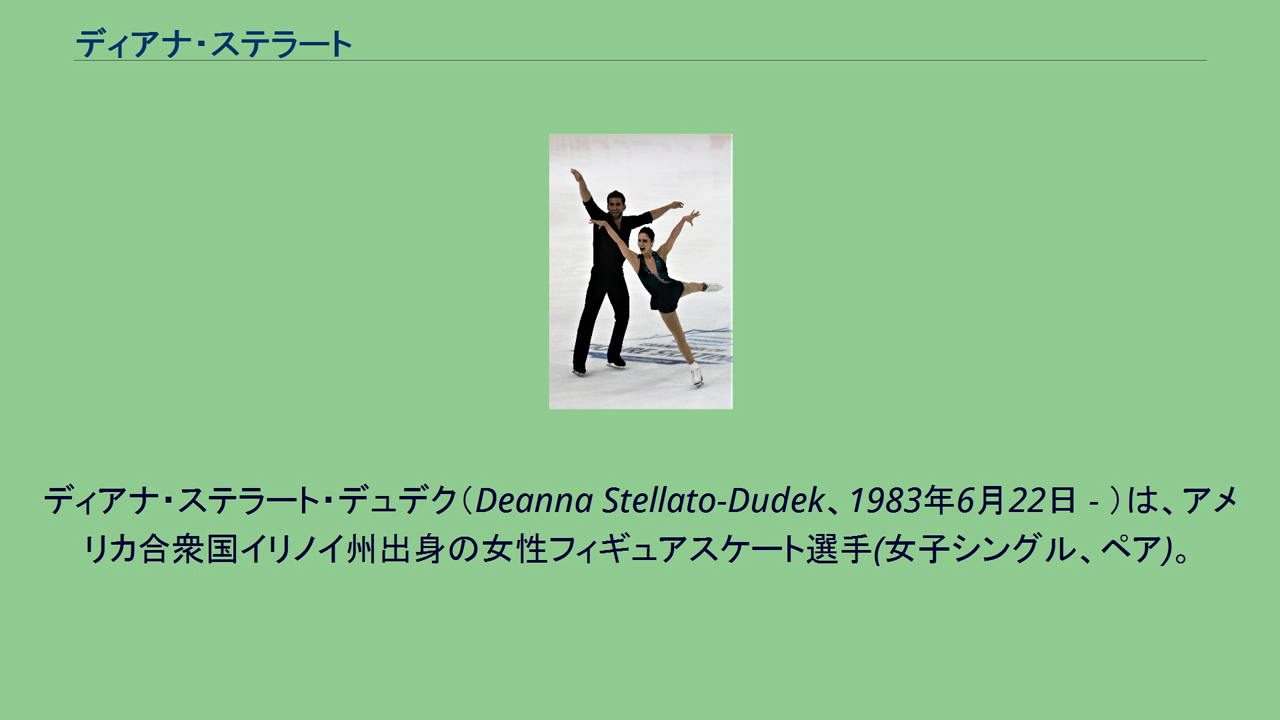 ディアナ・ステラート
ディアナ・ステラート・デュデク（Deanna Stellato-Dudek、1983年6月22日 - ）は、アメ
リカ合衆国イリノイ州出身の女性フィギュアスケート選手(女子シングル、ペア)。